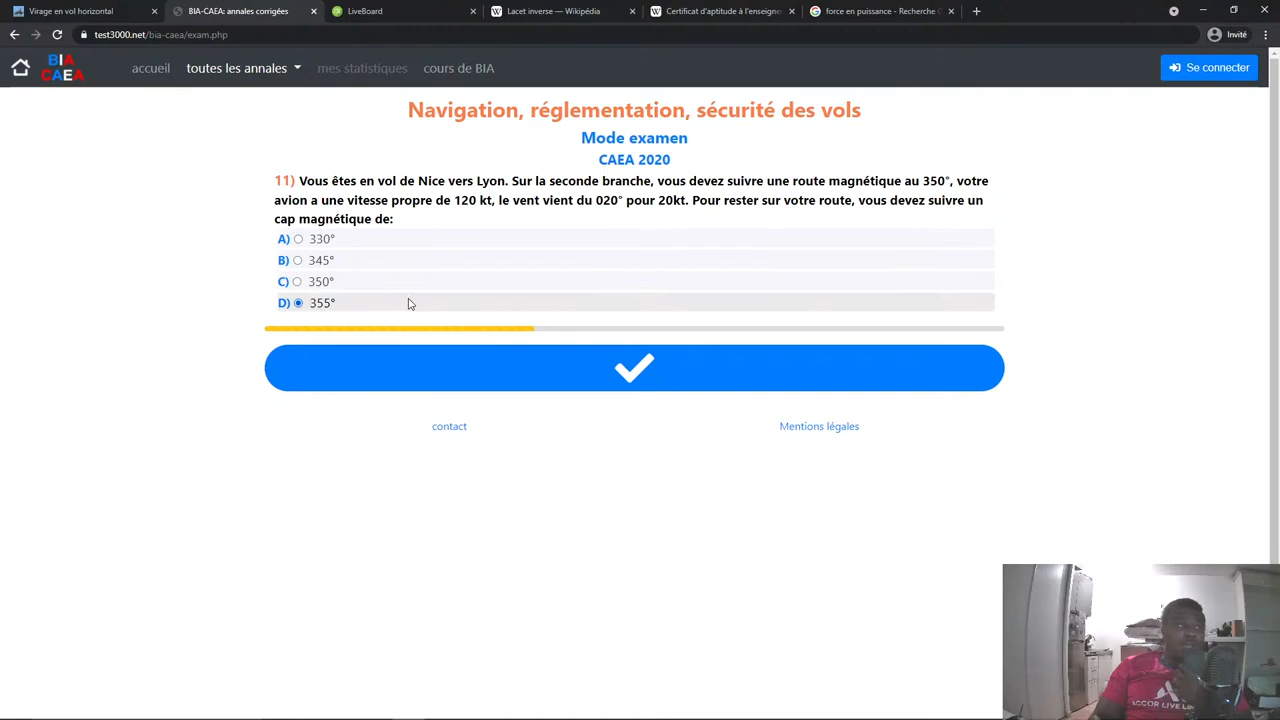 Virage en vol horizontal
BIA-CAEA: annales corrigées
LiveBoard
Lacet inverse — Wikipédia
Certificat d'aptitude à l'enseigne
force en puissance - Recherche G
test3000.net/bia-caea/exam.php
Invité
BIA
CAEA
accueil
toutes les annales
mes statistiques
cours de BIA
Se connecter
Navigation, réglementation, sécurité des vols
Mode examen
CAEA 2020
11) Vous êtes en vol de Nice vers Lyon. Sur la seconde branche, vous devez suivre une route magnétique au 350°, votre
avion a une vitesse propre de 120 kt, le vent vient du 020° pour 20kt. Pour rester sur votre route, vous devez suivre un
cap magnétique de:
A) 330°
B) 345°
C) 350°
D) 355°
contact
Mentions légales
ACCOR LIVE